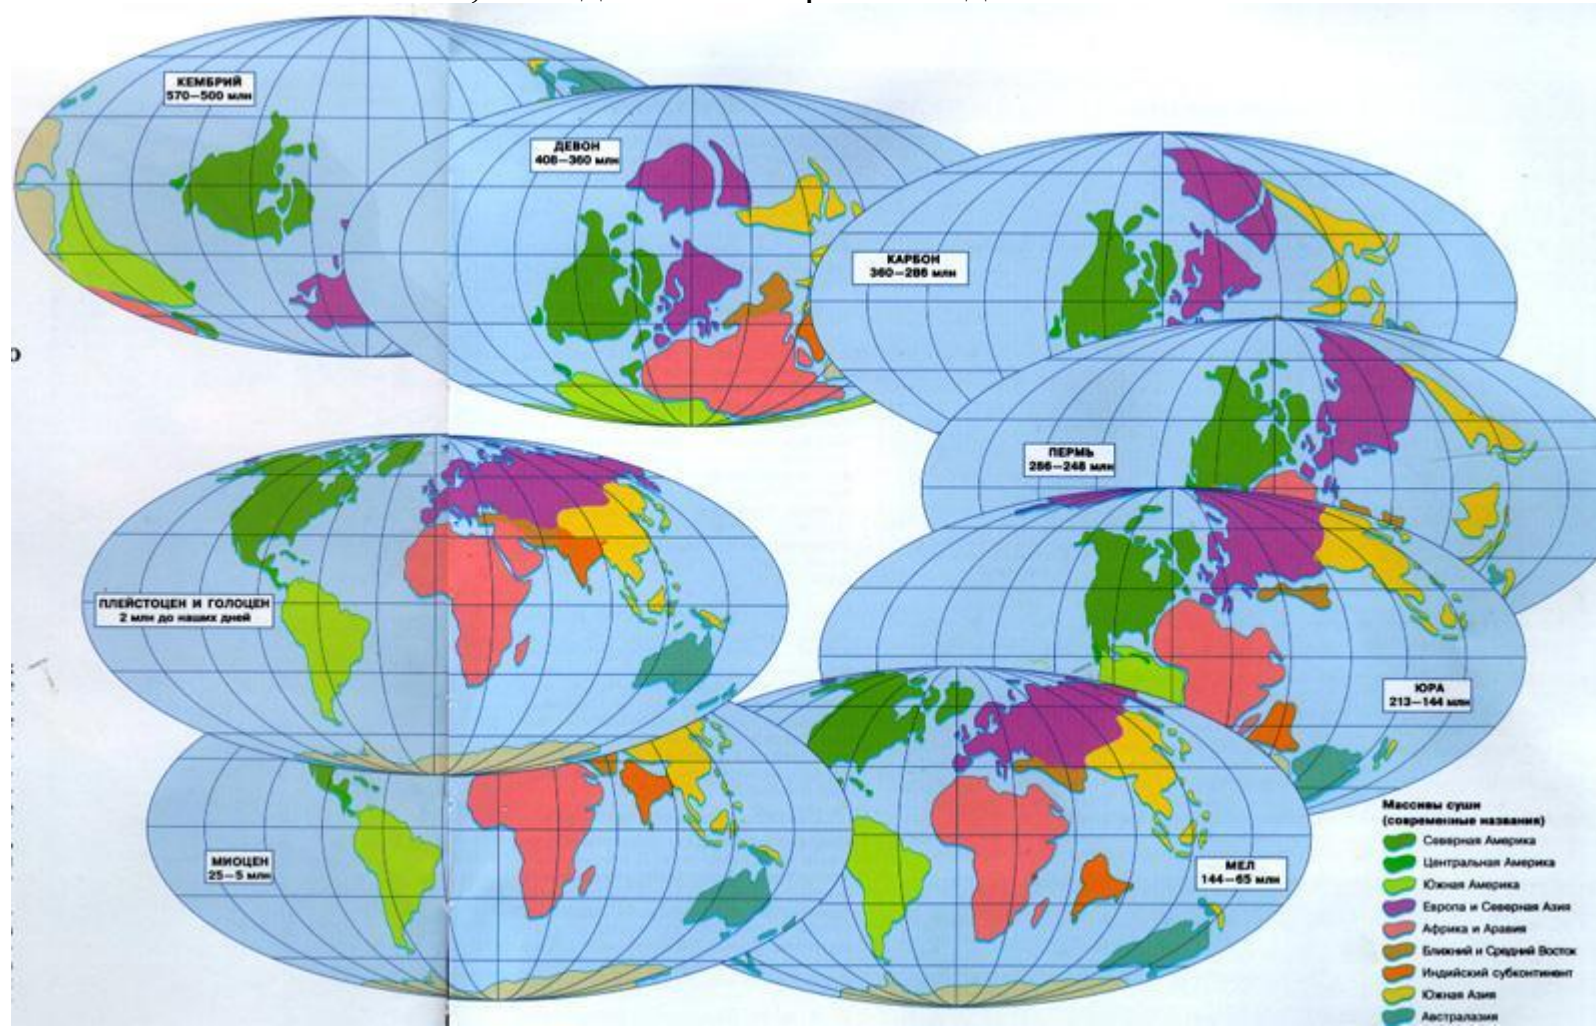 КЕМБРИЙ
570—500 млн
ДЕВОН
408—360 млн
КАРБОН
360—286 млн
ПЕРМЬ
286—248 млн
ПЛЕЙСТОЦЕН И ГОЛОЦЕН
2 млн до наших дней
ЮРА
213—144 млн
МИОЦЕН
25—5 млн
МЕЛ
144—65 млн
Массивы суши
(современные названия)
Северная Америка
Центральная Америка
Южная Америка
Европа и Северная Азия
Африка и Аравия
Ближний и Средний Восток
Индийский субконтинент
Южная Азия
Австралазия